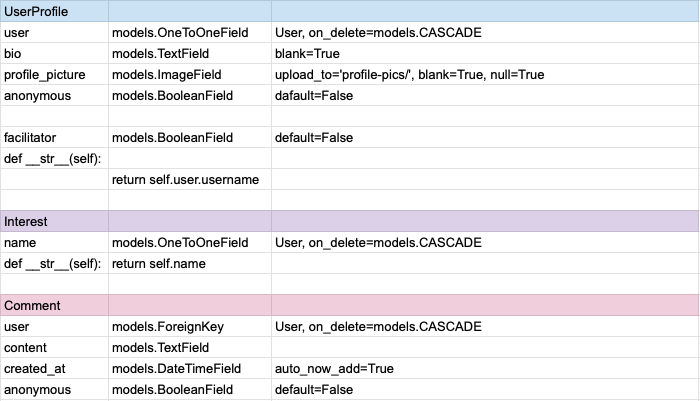 UserProfile
user models.OneToOneField User, on_delete=models.CASCADE
bio models.TextField blank=True
profile_picture models.ImageField upload_to='profile-pics/', blank=True, null=True
anonymous models.BooleanField dafault=False
facilitator models.BooleanField default=False
def __str__(self):
return self.user.username
Interest
name models.OneToOneField User, on_delete=models.CASCADE
def __str__(self): return self.name
Comment
user models.ForeignKey User, on_delete=models.CASCADE
content models.TextField
created_at models.DateTimeField auto_now_add=True
anonymous models.BooleanField default=False